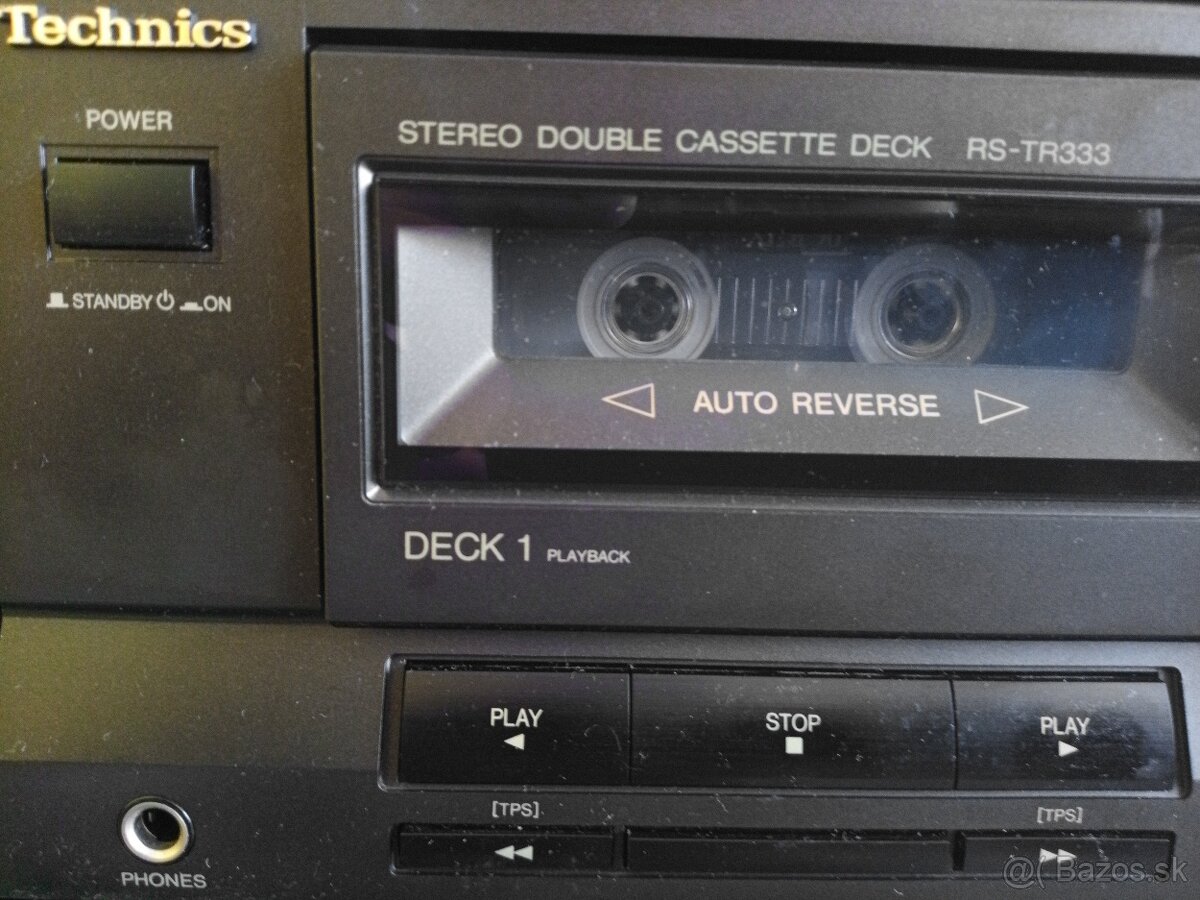 Technics
POWER
STANDBY ON
STEREO DOUBLE CASSETTE DECK RS-TR333
AUTO REVERSE
DECK 1 PLAYBACK
PLAY
STOP
PLAY
[TPS]
[TPS]
PHONES
@( Bazos.sk